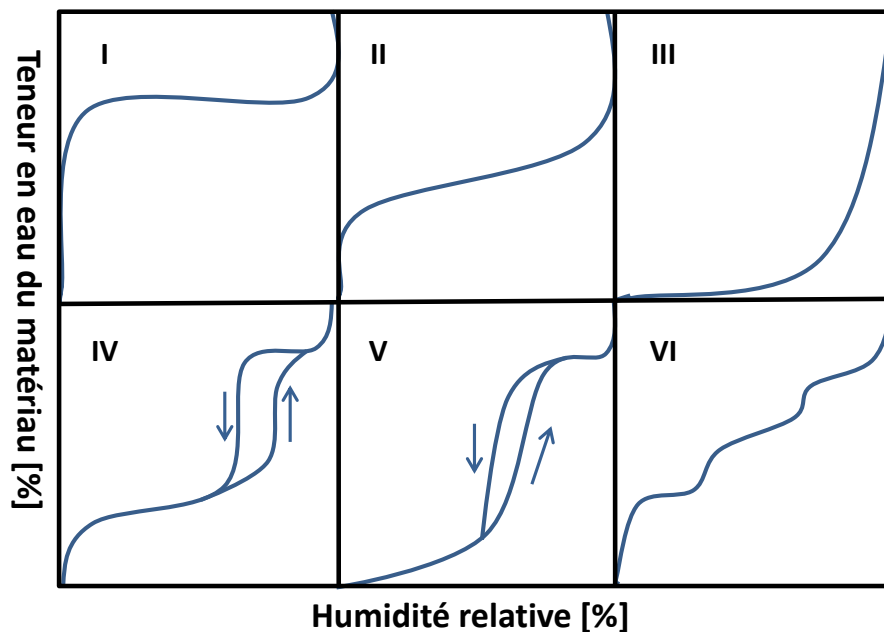 I
II
III
Teneur en eau du matériau [%]
IV
V
VI
Humidité relative [%]